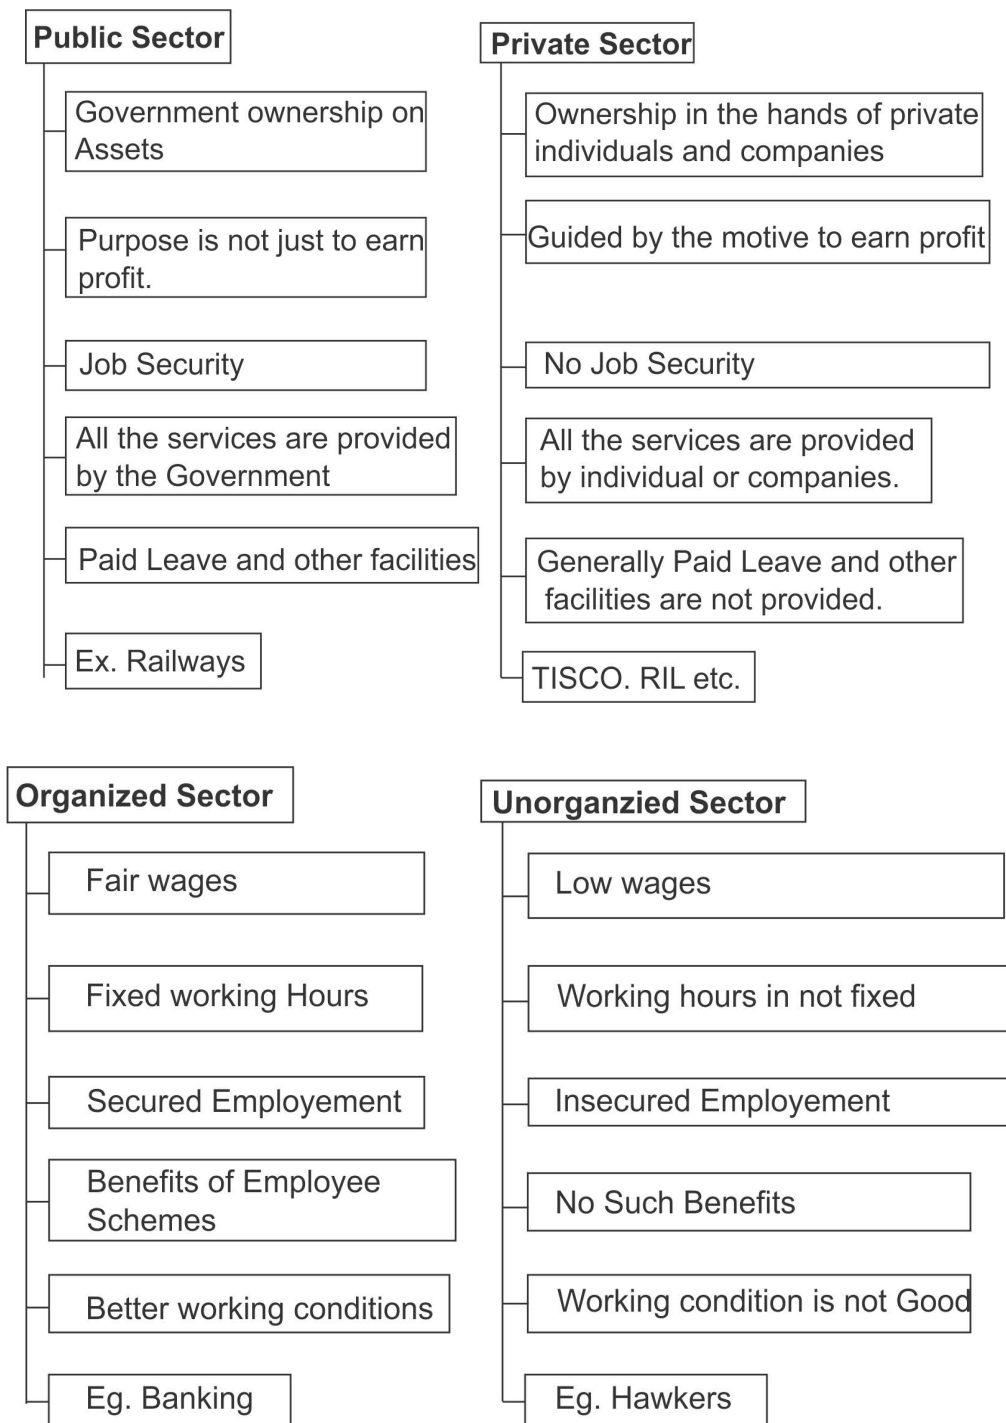 Public Sector
Government ownership on
Assets
Purpose is not just to earn
profit.
Job Security
All the services are provided
by the Government
Paid Leave and other facilities
Ex. Railways
Private Sector
Ownership in the hands of private
individuals and companies
Guided by the motive to earn profit
No Job Security
All the services are provided
by individual or companies.
Generally Paid Leave and other
facilities are not provided.
TISCO. RIL etc.
Organized Sector
Fair wages
Fixed working Hours
Secured Employement
Benefits of Employee
Schemes
Better working conditions
Eg. Banking
Unorganzied Sector
Low wages
Working hours in not fixed
Insecured Employement
No Such Benefits
Working condition is not Good
Eg. Hawkers